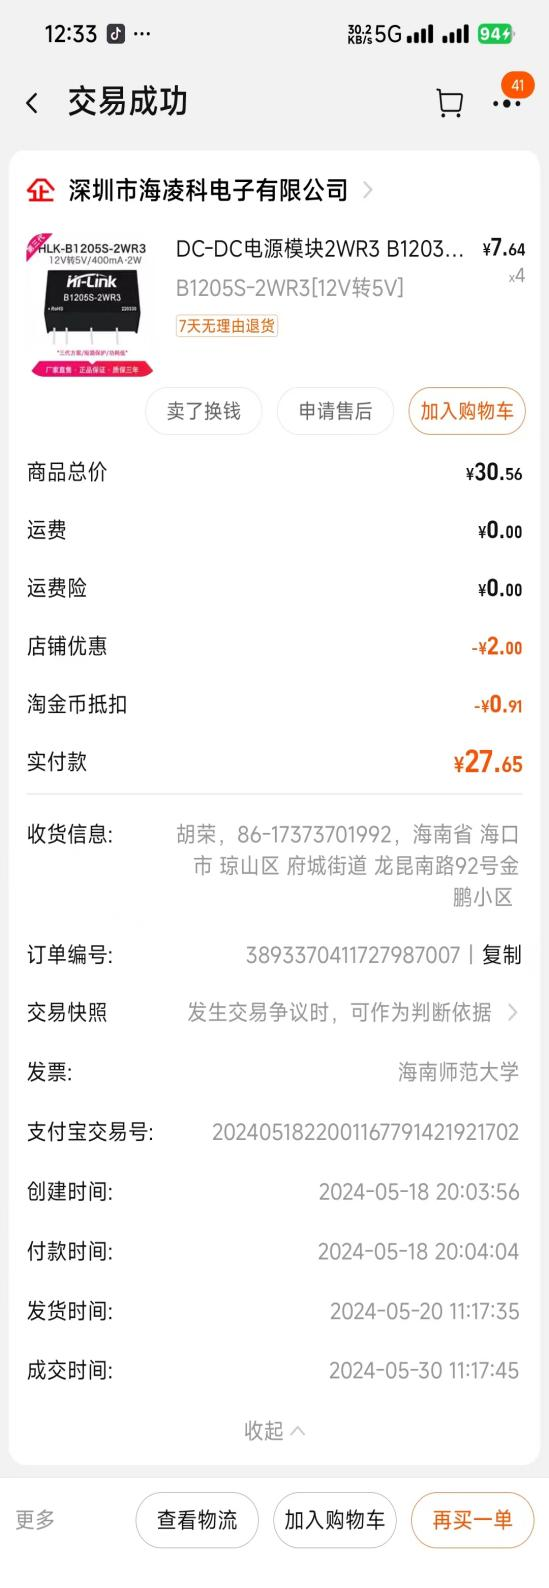 12:33 ···
30.2 KB/s 5G 94
交易成功
41
深圳市海凌科电子有限公司
HLK-B1205S-2WR3
12V转5V/400mA·2W
Hi-Link
B1205S-2WR3
RoHS 220330
*三代方案/短路保护/功耗低*
厂家直售·正品保证·质保三年
DC-DC电源模块2WR3 B1203... ¥7.64
B1205S-2WR3[12V转5V] x4
7天无理由退货
卖了换钱 申请售后 加入购物车
商品总价 ¥30.56
运费 ¥0.00
运费险 ¥0.00
店铺优惠 -¥2.00
淘金币抵扣 -¥0.91
实付款 ¥27.65
收货信息: 胡荣，86-17373701992，海南省 海口
市 琼山区 府城街道 龙昆南路92号金
鹏小区
订单编号: 3893370411727987007 | 复制
交易快照 发生交易争议时，可作为判断依据
发票: 海南师范大学
支付宝交易号: 2024051822001167791421921702
创建时间: 2024-05-18 20:03:56
付款时间: 2024-05-18 20:04:04
发货时间: 2024-05-20 11:17:35
成交时间: 2024-05-30 11:17:45
收起
更多 查看物流 加入购物车 再买一单